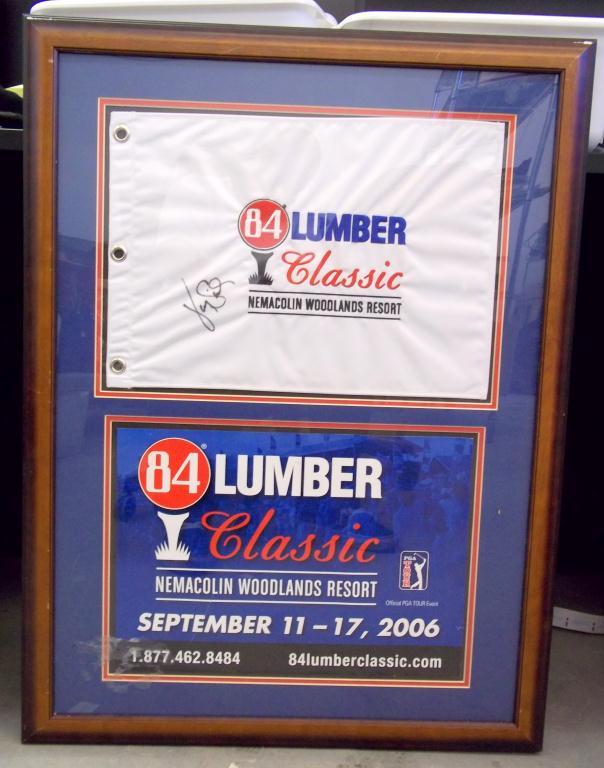 84 LUMBER
Classic
NEMACOLIN WOODLANDS RESORT
84® LUMBER
Classic
NEMACOLIN WOODLANDS RESORT
PGA
TOUR
Official PGA TOUR Event
SEPTEMBER 11 – 17, 2006
1.877.462.8484 84lumberclassic.com